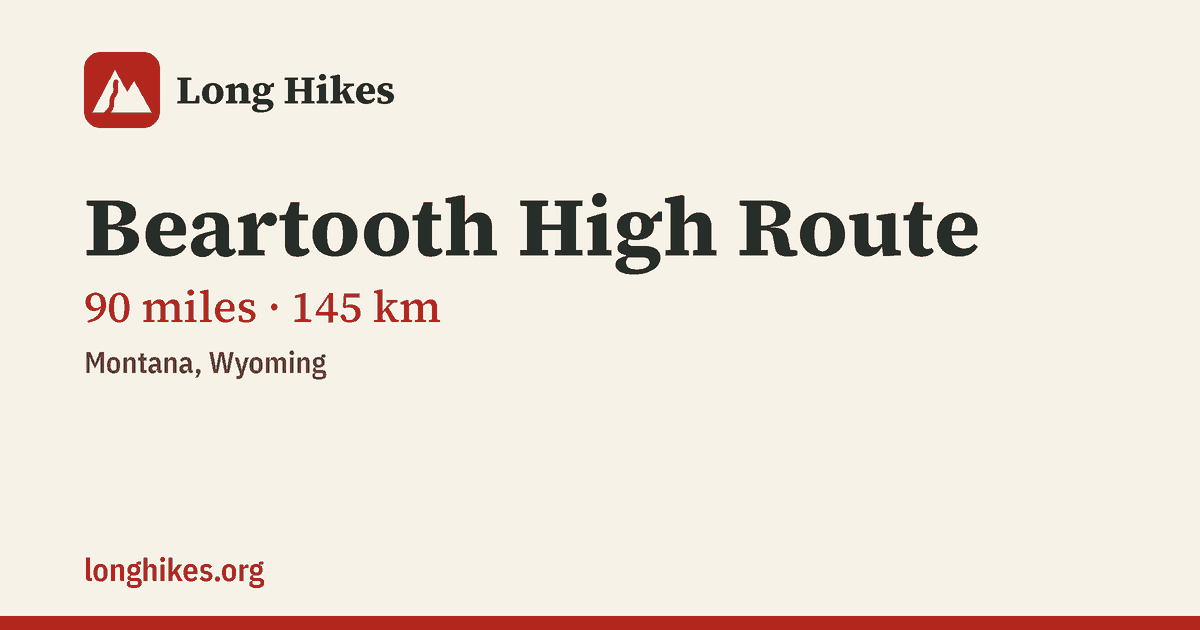 Long Hikes
Beartooth High Route
90 miles · 145 km
Montana, Wyoming
longhikes.org